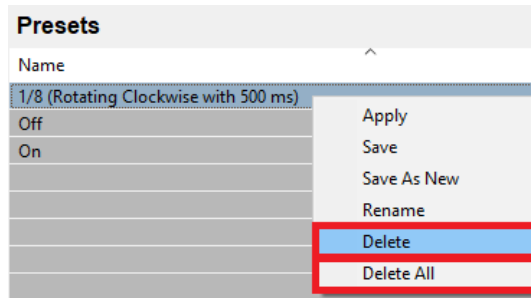 Presets
Name
1/8 (Rotating Clockwise with 500 ms)
Off
On
Apply
Save
Save As New
Rename
Delete
Delete All